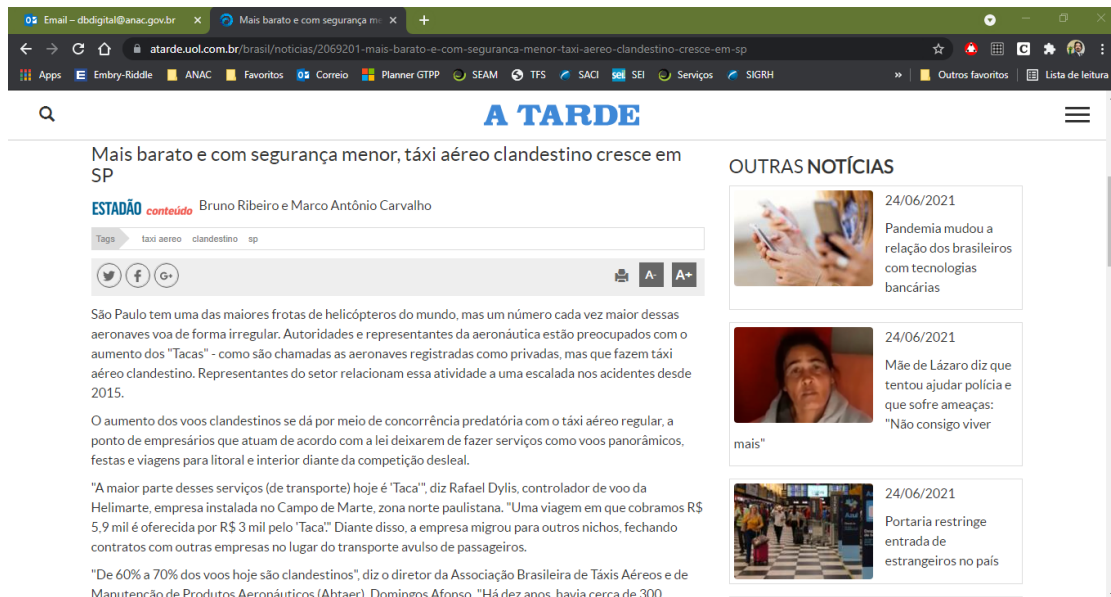 Email – dbdigital@anac.gov.br
Mais barato e com segurança me
atarde.uol.com.br/brasil/noticias/2069201-mais-barato-e-com-seguranca-menor-taxi-aereo-clandestino-cresce-em-sp
Apps Embry-Riddle ANAC Favoritos Correio Planner GTPP SEAM TFS SACI sei SEI Serviços SIGRH » Outros favoritos Lista de leitura
A TARDE
Mais barato e com segurança menor, táxi aéreo clandestino cresce em
SP
ESTADÃO conteúdo Bruno Ribeiro e Marco Antônio Carvalho
Tags taxi aereo clandestino sp
G+ A- A+
São Paulo tem uma das maiores frotas de helicópteros do mundo, mas um número cada vez maior dessas
aeronaves voa de forma irregular. Autoridades e representantes da aeronáutica estão preocupados com o
aumento dos "Tacas" - como são chamadas as aeronaves registradas como privadas, mas que fazem táxi
aéreo clandestino. Representantes do setor relacionam essa atividade a uma escalada nos acidentes desde
2015.
O aumento dos voos clandestinos se dá por meio de concorrência predatória com o táxi aéreo regular, a
ponto de empresários que atuam de acordo com a lei deixarem de fazer serviços como voos panorâmicos,
festas e viagens para litoral e interior diante da competição desleal.
"A maior parte desses serviços (de transporte) hoje é 'Taca'", diz Rafael Dylis, controlador de voo da
Helimarte, empresa instalada no Campo de Marte, zona norte paulistana. "Uma viagem em que cobramos R$
5,9 mil é oferecida por R$ 3 mil pelo 'Taca'." Diante disso, a empresa migrou para outros nichos, fechando
contratos com outras empresas no lugar do transporte avulso de passageiros.
"De 60% a 70% dos voos hoje são clandestinos", diz o diretor da Associação Brasileira de Táxis Aéreos e de
Manutenção de Produtos Aeronáuticos (Abtaer), Domingos Afonso. "Há dez anos, havia cerca de 300
OUTRAS NOTÍCIAS
24/06/2021
Pandemia mudou a
relação dos brasileiros
com tecnologias
bancárias
24/06/2021
Mãe de Lázaro diz que
tentou ajudar polícia e
que sofre ameaças:
"Não consigo viver
mais"
24/06/2021
Portaria restringe
entrada de
estrangeiros no país